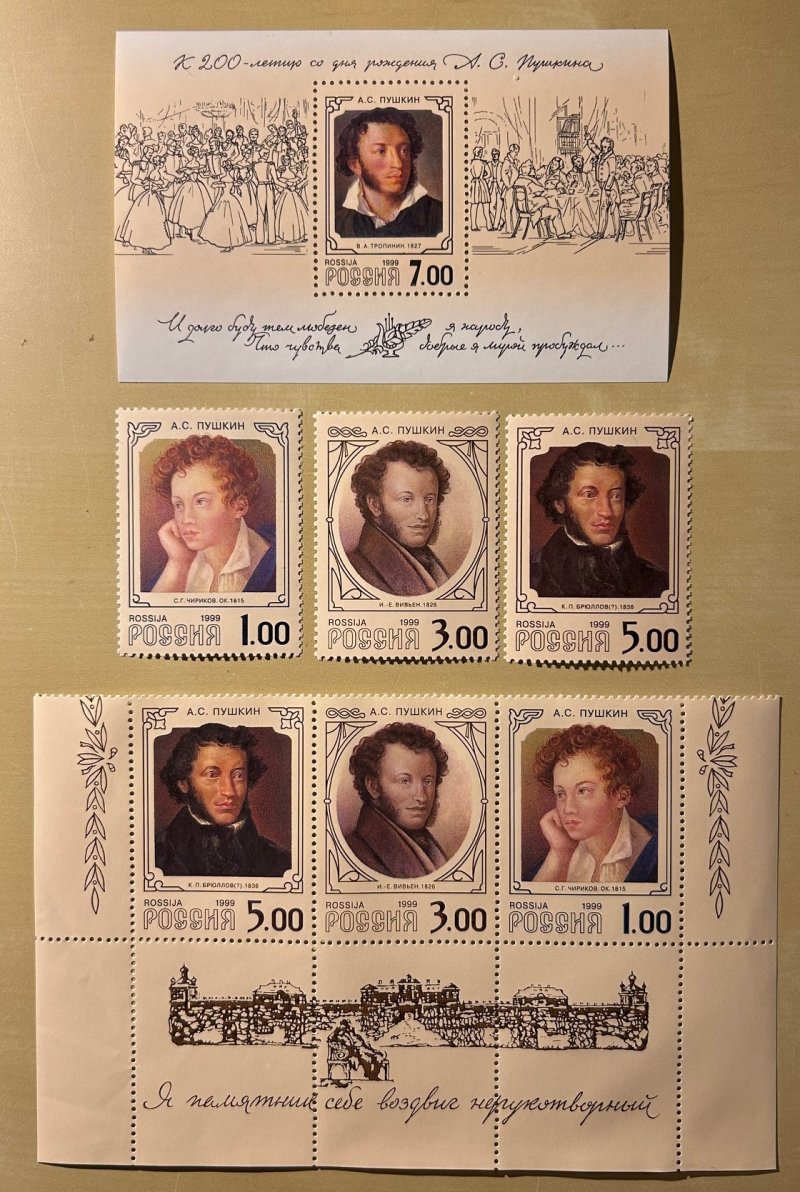 К 200-летию со дня рождения А. С. Пушкина
А.С. ПУШКИН
В.А. ТРОПИНИН. 1827
ROSSIJA 1999
РОССИЯ 7.00
И долго буду тем любезен я народу,
Что чувства добрые я лирой пробуждал...
А.С. ПУШКИН
С.Г. ЧИРИКОВ. ОК. 1815
ROSSIJA 1999
РОССИЯ 1.00
А.С. ПУШКИН
И.-Е. ВИВЬЕН. 1826
ROSSIJA 1999
РОССИЯ 3.00
А.С. ПУШКИН
К. П. БРЮЛЛОВ(?). 1836
ROSSIJA 1999
РОССИЯ 5.00
А.С. ПУШКИН
К. П. БРЮЛЛОВ(?). 1836
ROSSIJA 1999
РОССИЯ 5.00
А.С. ПУШКИН
И.-Е. ВИВЬЕН. 1826
ROSSIJA 1999
РОССИЯ 3.00
А.С. ПУШКИН
С.Г. ЧИРИКОВ. ОК. 1815
ROSSIJA 1999
РОССИЯ 1.00
Я памятник себе воздвиг нерукотворный